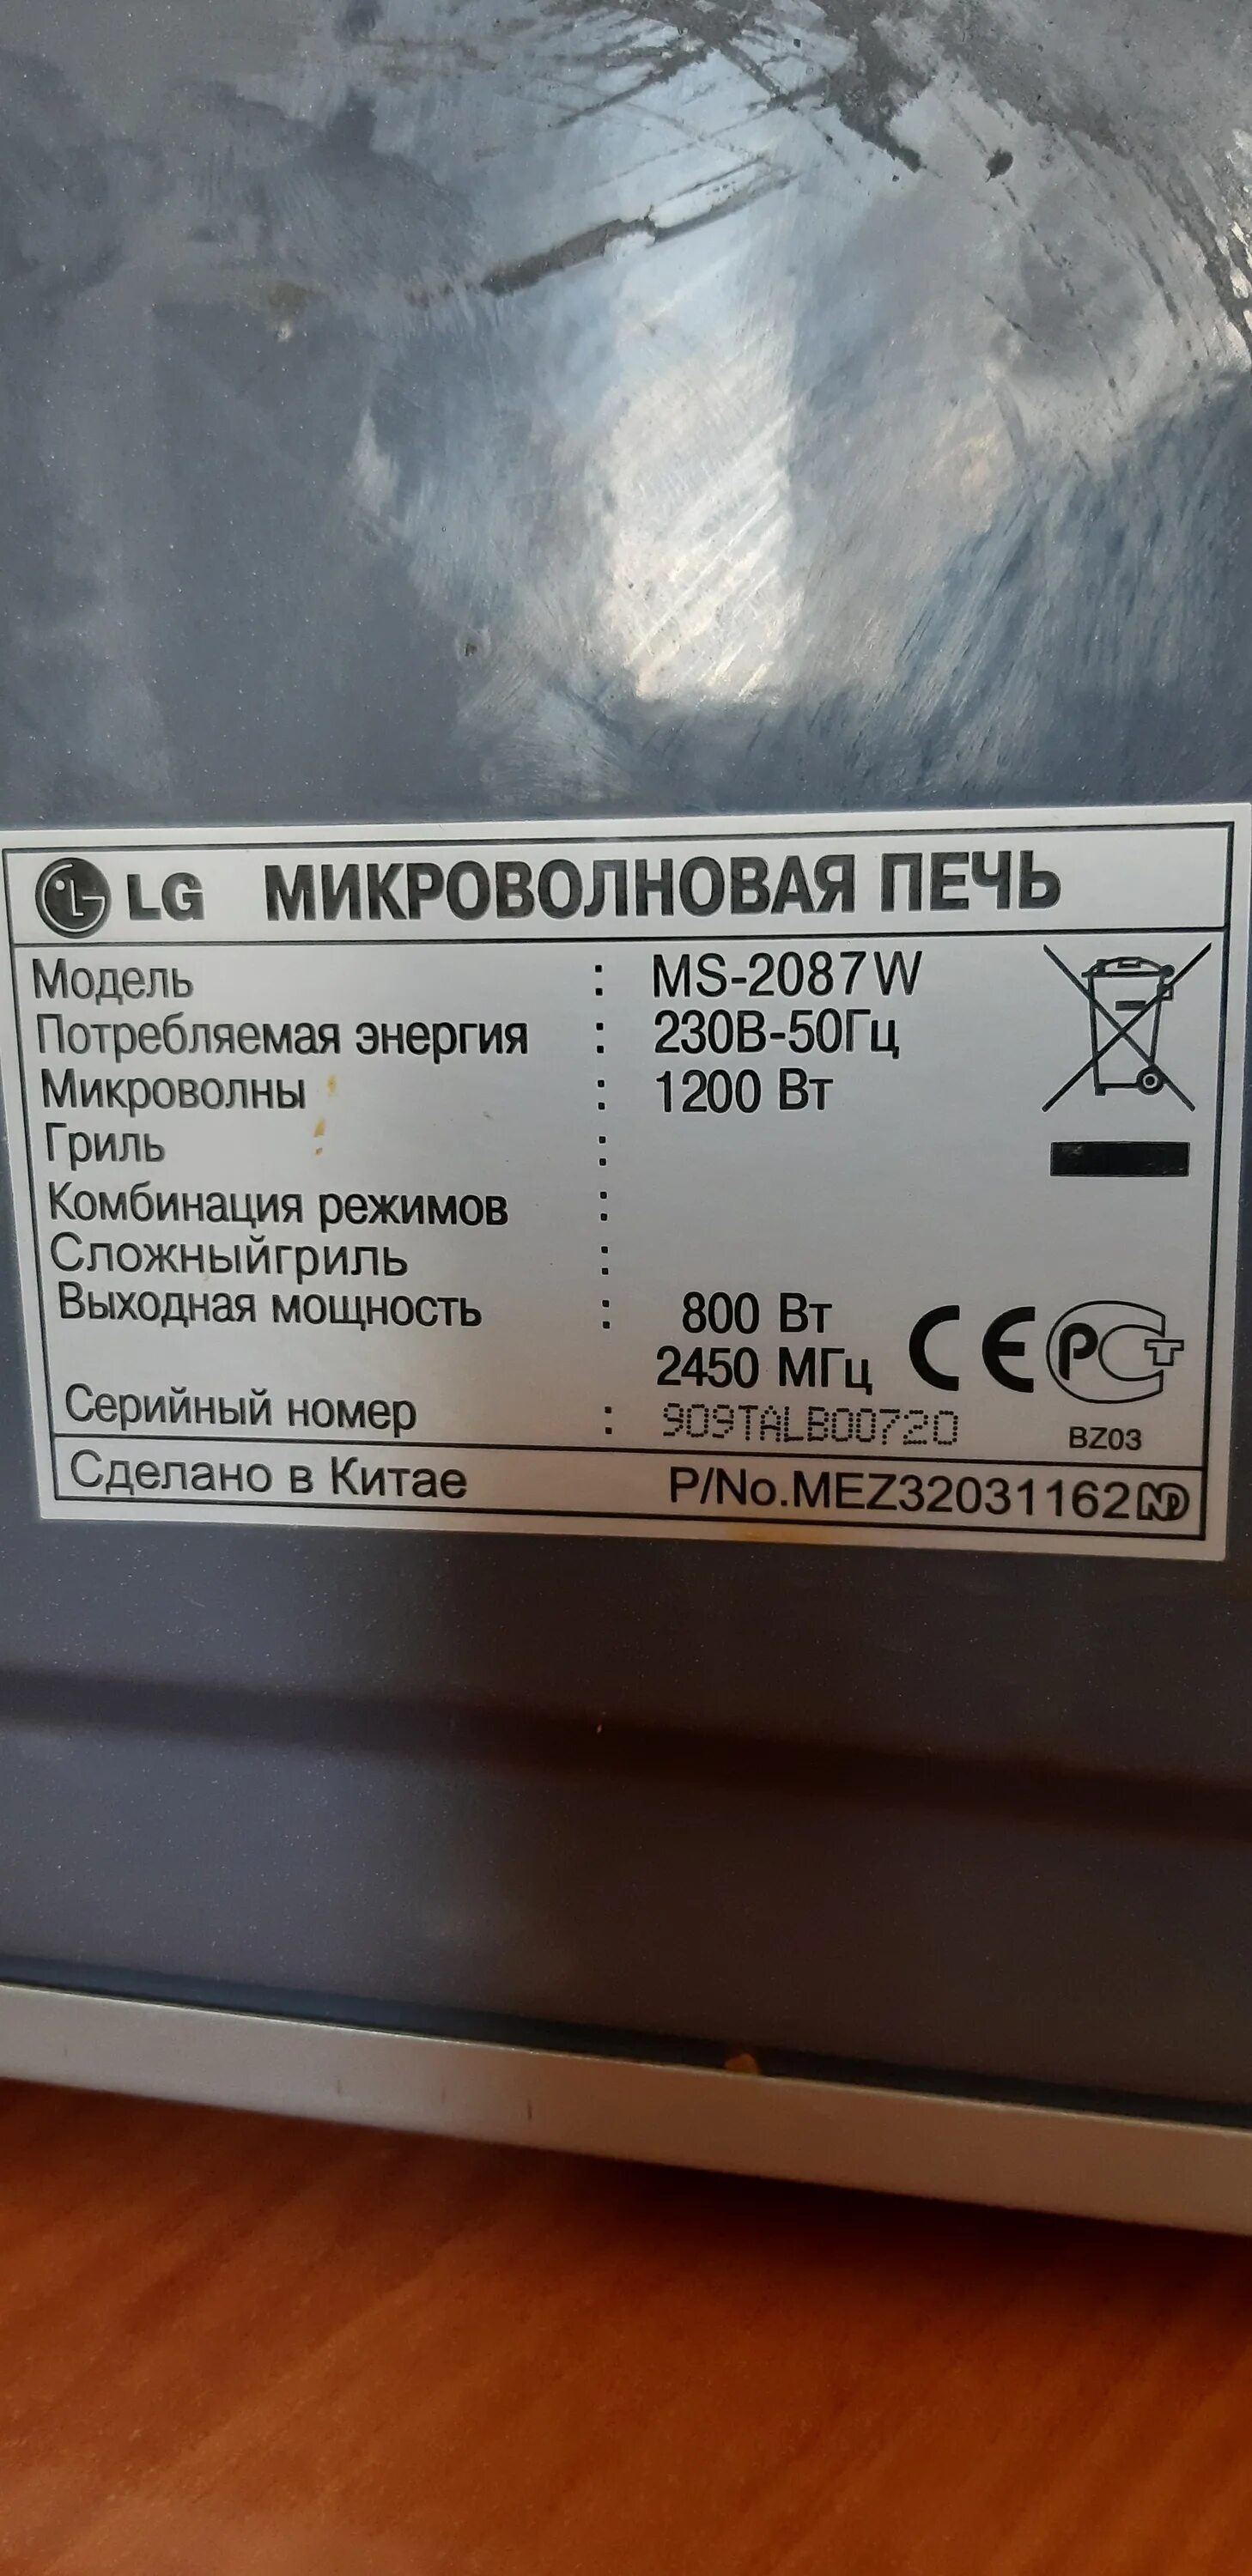 LG МИКРОВОЛНОВАЯ ПЕЧЬ
Модель : MS-2087W
Потребляемая энергия : 230В-50Гц
Микроволны : 1200 Вт
Гриль :
Комбинация режимов :
Сложныйгриль :
Выходная мощность : 800 Вт
2450 МГц
Серийный номер : 909TALB00720
BZ03
Сделано в Китае P/No.MEZ32031162